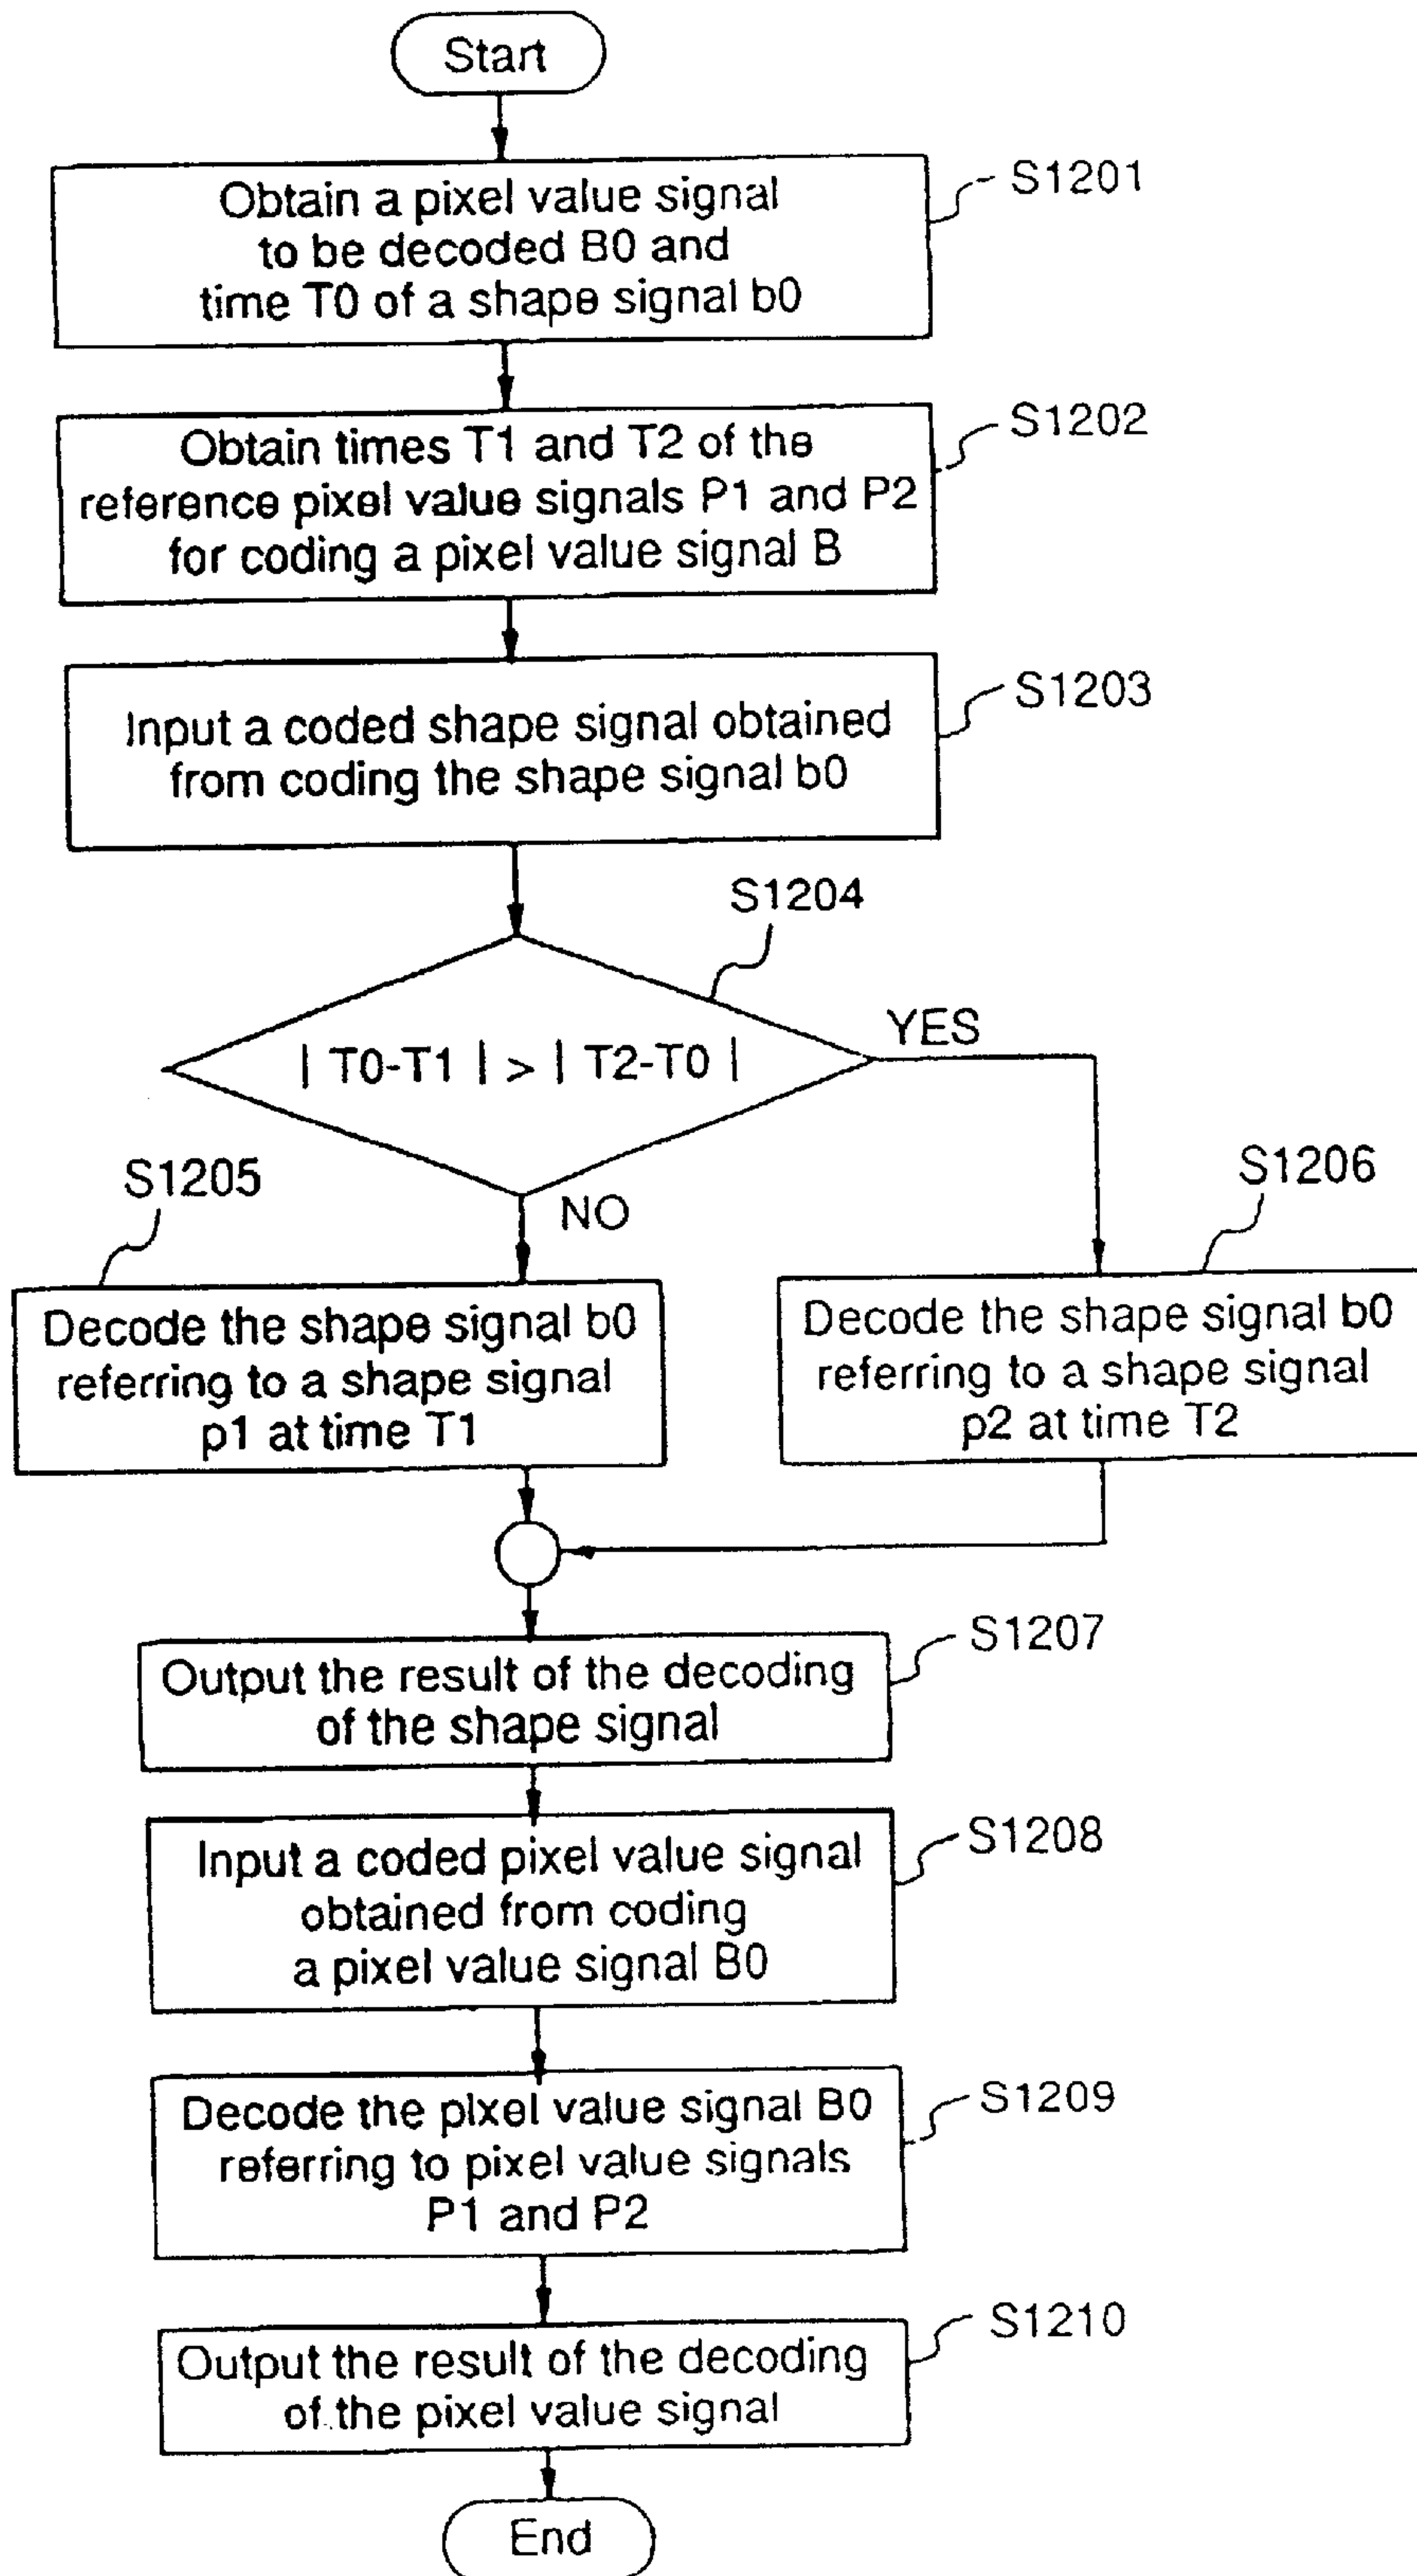 Start
Obtain a pixel value signal
to be decoded B0 and
time T0 of a shape signal b0
S1201
Obtain times T1 and T2 of the
reference pixel value signals P1 and P2
for coding a pixel value signal B
S1202
Input a coded shape signal obtained
from coding the shape signal b0
S1203
S1204
| T0-T1 | > | T2-T0 |
YES
NO
S1205
S1206
Decode the shape signal b0
referring to a shape signal
p1 at time T1
Decode the shape signal b0
referring to a shape signal
p2 at time T2
Output the result of the decoding
of the shape signal
S1207
Input a coded pixel value signal
obtained from coding
a pixel value signal B0
S1208
Decode the pixel value signal B0
referring to pixel value signals
P1 and P2
S1209
Output the result of the decoding
of the pixel value signal
S1210
End